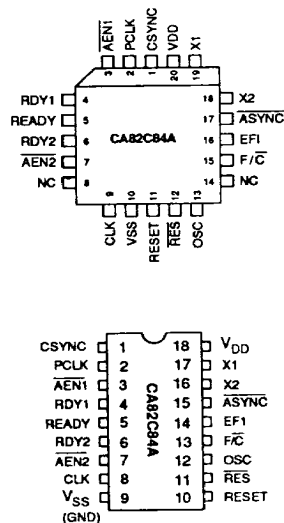 AEN1 PCLK CSYNC VDD X1
3 2 1 20 19
RDY1 4 18 X2
READY 5 17 ASYNC
RDY2 6 CA82C84A 16 EFI
AEN2 7 15 F/C
NC 8 14 NC
9 10 11 12 13
CLK VSS RESET RES OSC
CSYNC 1 18 VDD
PCLK 2 17 X1
AEN1 3 16 X2
RDY1 4 15 ASYNC
READY 5 14 EF1
RDY2 6 13 F/C
AEN2 7 12 OSC
CLK 8 11 RES
VSS 9 10 RESET
(GND)
CA82C84A